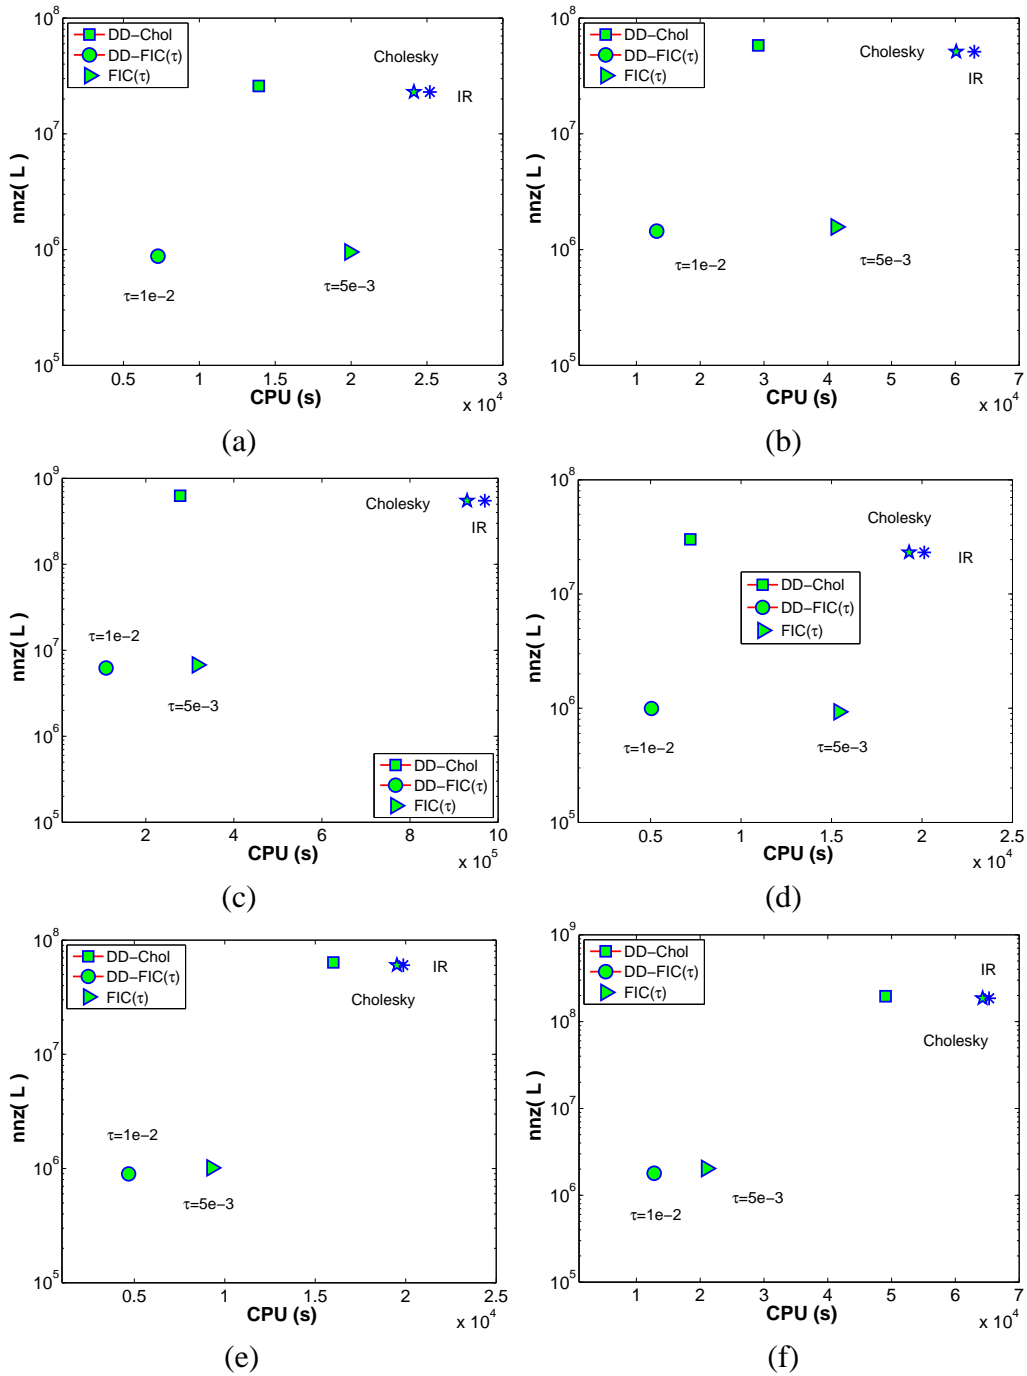 10^8
10^7
10^6
10^5
nnz( L )
DD−Chol
DD−FIC(τ)
FIC(τ)
Cholesky
IR
τ=1e−2
τ=5e−3
0.5 1 1.5 2 2.5 3
CPU (s)
x 10^4
(a)
10^8
10^7
10^6
10^5
nnz( L )
DD−Chol
DD−FIC(τ)
FIC(τ)
Cholesky
IR
τ=1e−2
τ=5e−3
1 2 3 4 5 6 7
CPU (s)
x 10^4
(b)
10^9
10^8
10^7
10^6
10^5
nnz( L )
Cholesky
IR
τ=1e−2
τ=5e−3
DD−Chol
DD−FIC(τ)
FIC(τ)
2 4 6 8 10
CPU (s)
x 10^5
(c)
10^8
10^7
10^6
10^5
nnz( L )
Cholesky
IR
DD−Chol
DD−FIC(τ)
FIC(τ)
τ=1e−2
τ=5e−3
0.5 1 1.5 2 2.5
CPU (s)
x 10^4
(d)
10^8
10^7
10^6
10^5
nnz( L )
DD−Chol
DD−FIC(τ)
FIC(τ)
IR
Cholesky
τ=1e−2
τ=5e−3
0.5 1 1.5 2 2.5
CPU (s)
x 10^4
(e)
10^9
10^8
10^7
10^6
10^5
nnz( L )
DD−Chol
DD−FIC(τ)
FIC(τ)
IR
Cholesky
τ=1e−2
τ=5e−3
1 2 3 4 5 6 7
CPU (s)
x 10^4
(f)